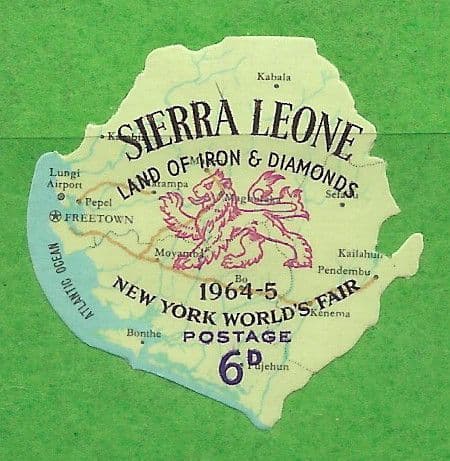 Kabala
SIERRA LEONE
LAND OF IRON & DIAMONDS
Lungi
Airport
Pepel
FREETOWN
Sefadu
Moyamba
Kailahun
Pendembu
ATLANTIC OCEAN
Bo
1964-5
NEW YORK WORLD'S FAIR
Kenema
Bonthe
POSTAGE
6D
Pujehun